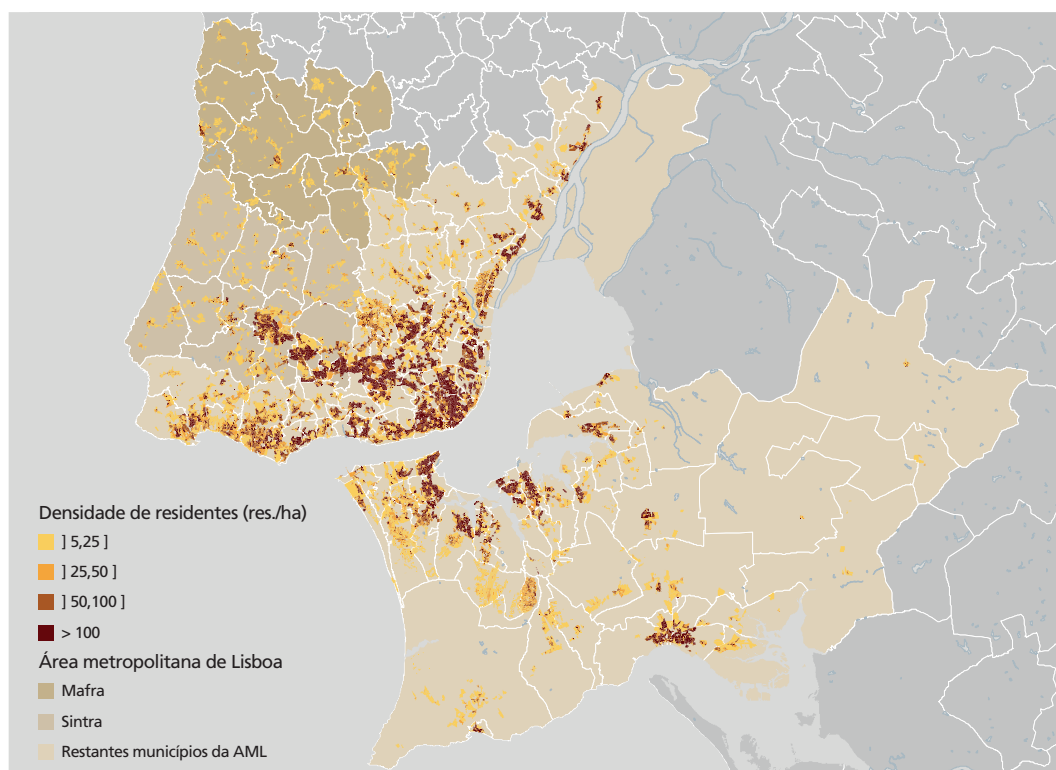 Densidade de residentes (res./ha)
] 5,25 ]
] 25,50 ]
] 50,100 ]
> 100
Área metropolitana de Lisboa
Mafra
Sintra
Restantes municípios da AML